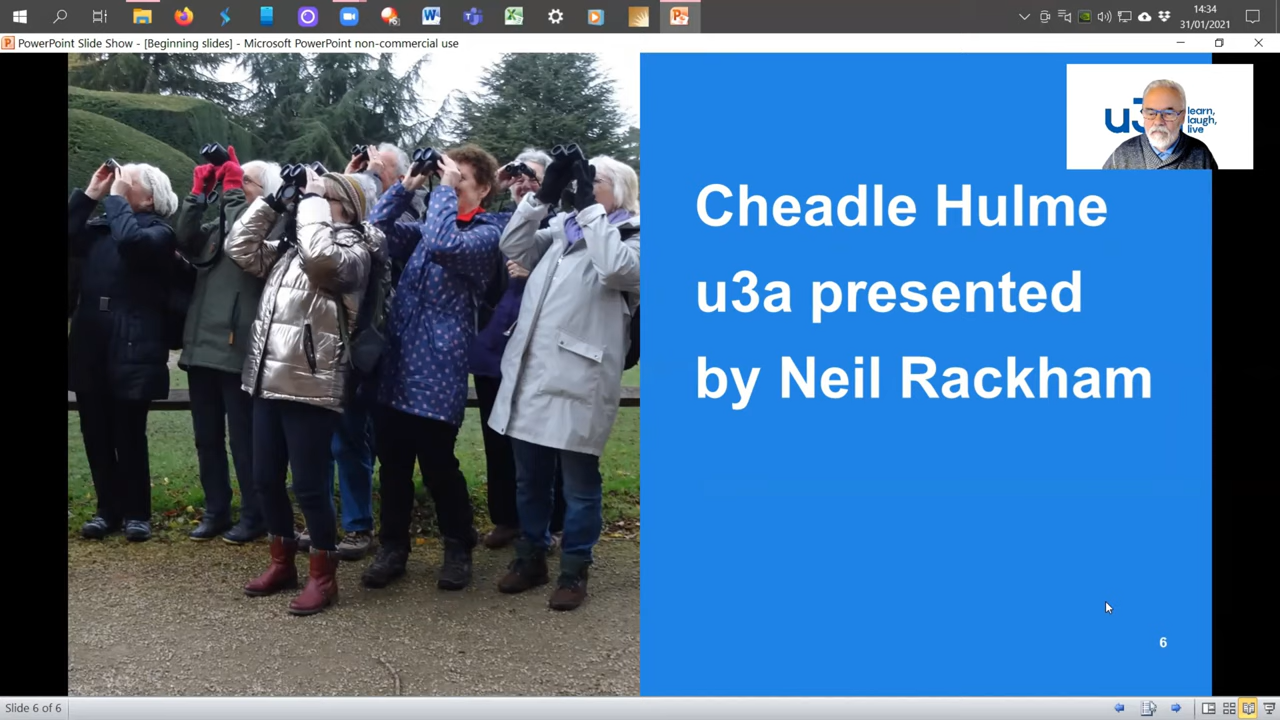 14:34
31/01/2021
PowerPoint Slide Show - [Beginning slides] - Microsoft PowerPoint non-commercial use
u3
learn,
laugh,
live
Cheadle Hulme
u3a presented
by Neil Rackham
6
Slide 6 of 6